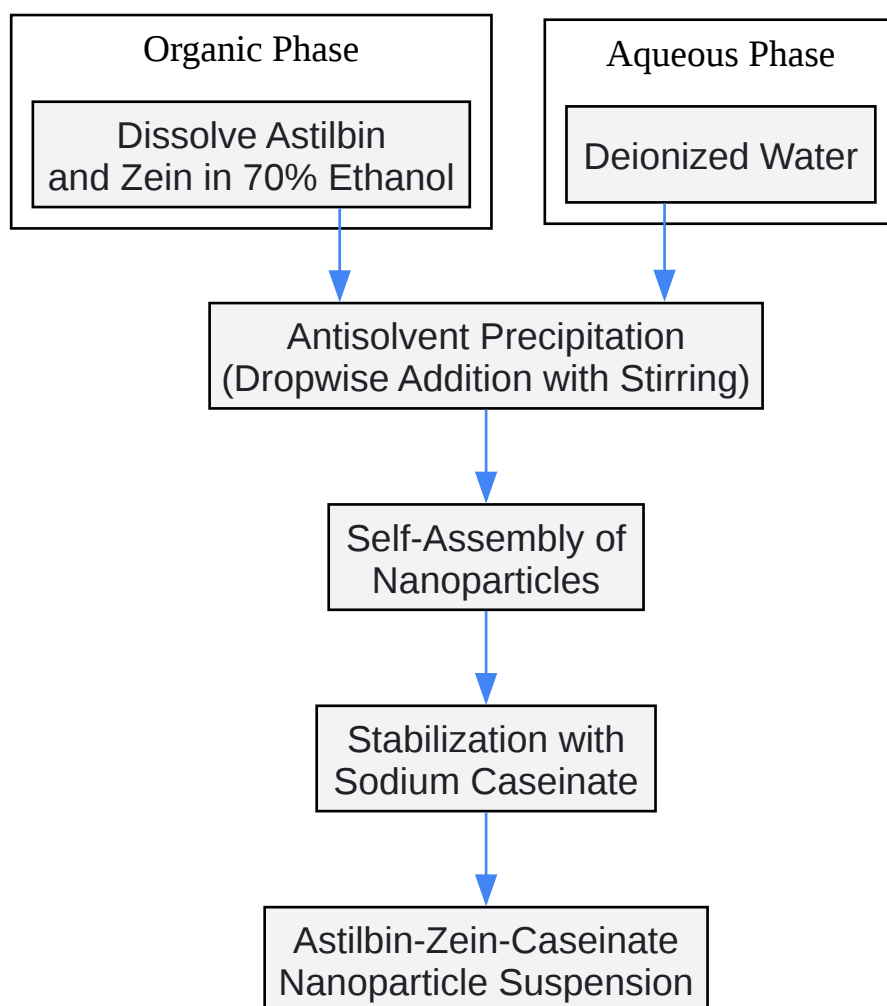 Organic Phase
Dissolve Astilbin
and Zein in 70% Ethanol
Aqueous Phase
Deionized Water
Antisolvent Precipitation
(Dropwise Addition with Stirring)
Self-Assembly of
Nanoparticles
Stabilization with
Sodium Caseinate
Astilbin-Zein-Caseinate
Nanoparticle Suspension